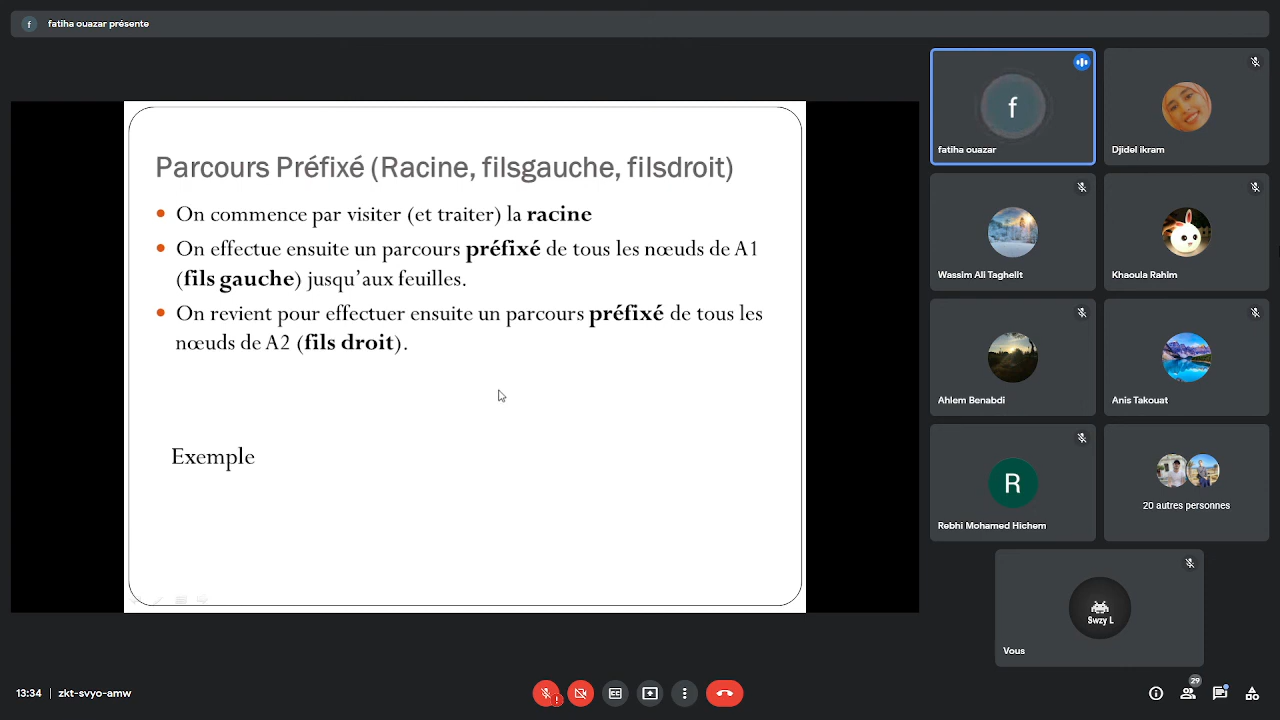 f fatiha ouazar présente
Parcours Préfixé (Racine, filsgauche, filsdroit)
• On commence par visiter (et traiter) la racine
• On effectue ensuite un parcours préfixé de tous les nœuds de A1
(fils gauche) jusqu'aux feuilles.
• On revient pour effectuer ensuite un parcours préfixé de tous les
nœuds de A2 (fils droit).
Exemple
f
fatiha ouazar
Djidel ikram
Wassim Ali Taghelit
Khaoula Rahim
Ahlem Benabdi
Anis Takouat
R
Rebhi Mohamed Hichem
20 autres personnes
Swzy L
Vous
13:34 | zkt-svyo-amw
29